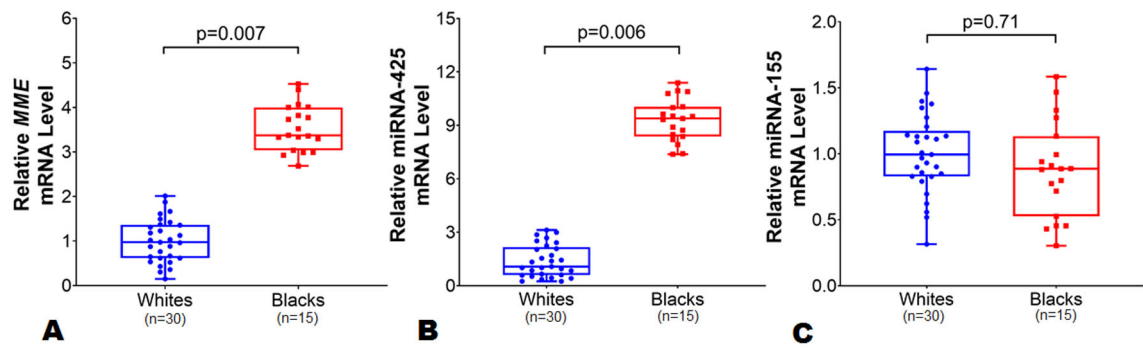 Relative MME
mRNA Level
6
5
4
3
2
1
0
p=0.007
Whites
(n=30)
Blacks
(n=15)
A
Relative miRNA-425
mRNA Level
15
12
9
6
3
0
p=0.006
Whites
(n=30)
Blacks
(n=15)
B
Relative miRNA-155
mRNA Level
2.0
1.5
1.0
0.5
0.0
p=0.71
Whites
(n=30)
Blacks
(n=15)
C